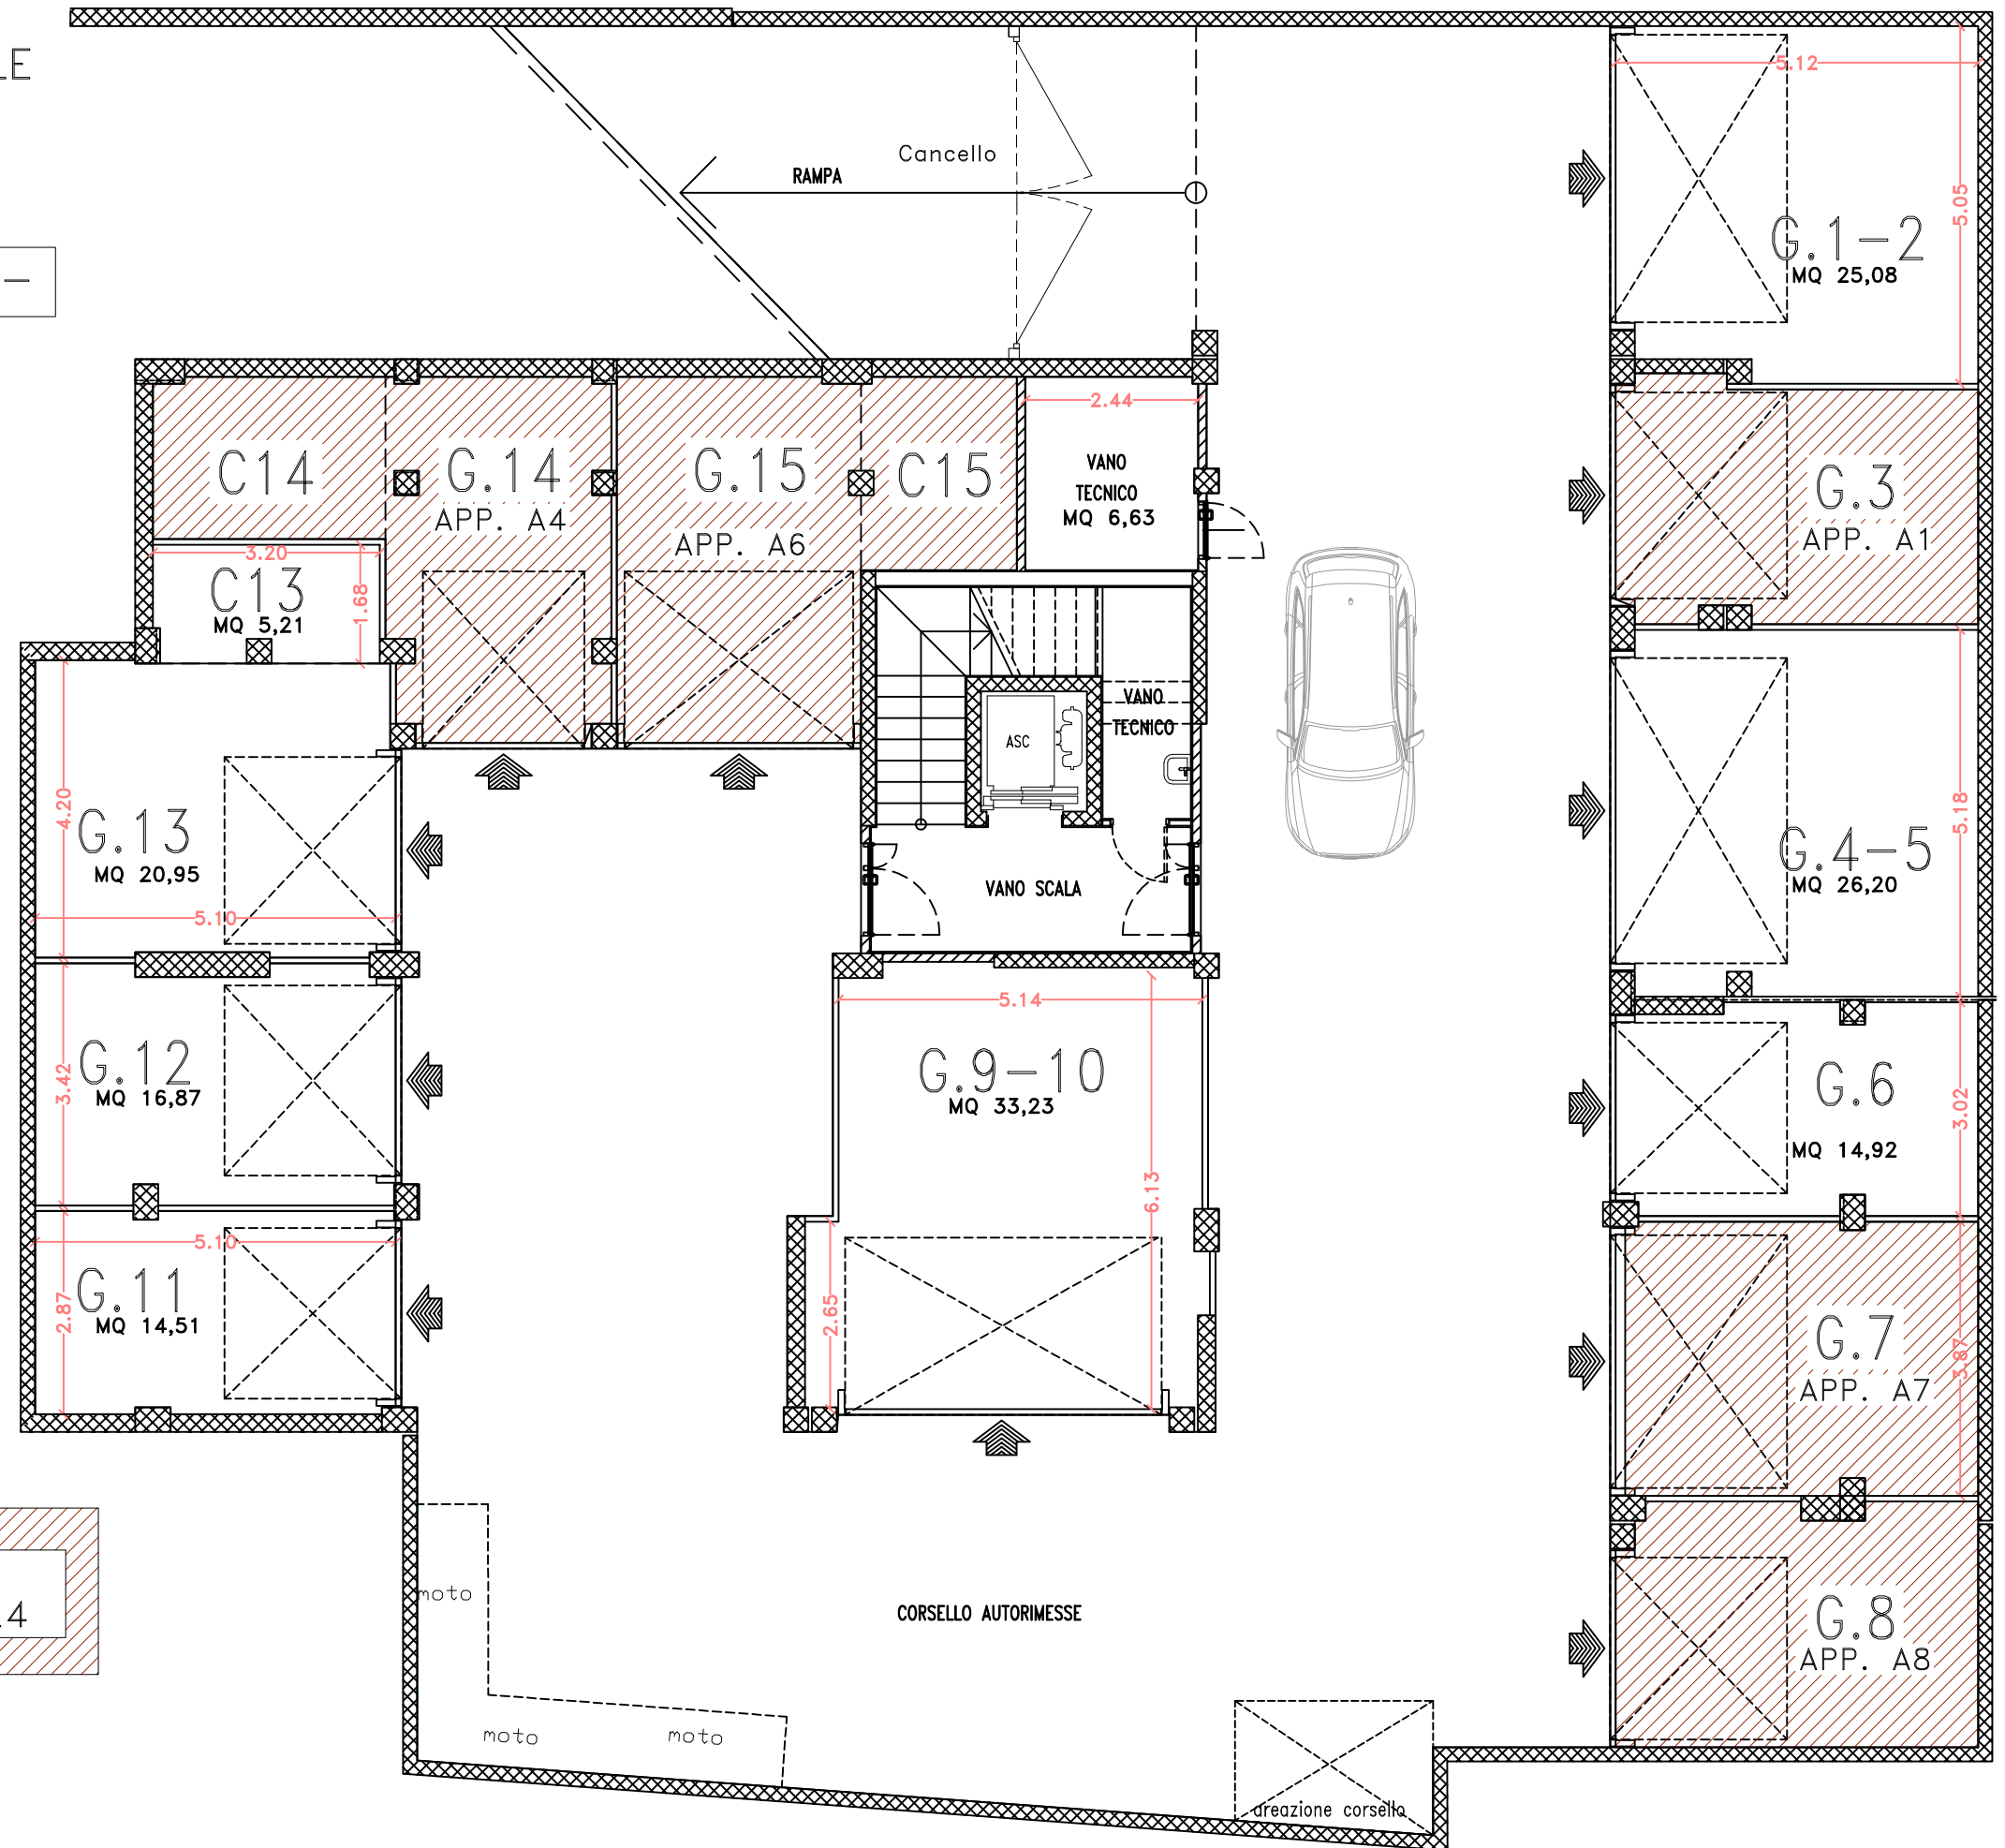 LE
5.12
Cancello
RAMPA
5.05
G.1-2
MQ 25,08
-
2.44
C14
G.14
APP. A4
G.15
APP. A6
C15
VANO
TECNICO
MQ 6,63
G.3
APP. A1
3.20
C13
MQ 5,21
1.68
VANO
TECNICO
ASC
4.20
G.13
MQ 20,95
5.10
VANO SCALA
5.18
G.4-5
MQ 26,20
5.14
G.12
MQ 16,87
3.42
G.9-10
MQ 33,23
G.6
MQ 14,92
3.02
6.13
5.10
G.11
MQ 14,51
2.87
2.65
G.7
APP. A7
3.87
moto
.4
CORSELLO AUTORIMESSE
G.8
APP. A8
moto
moto
areazione corsello